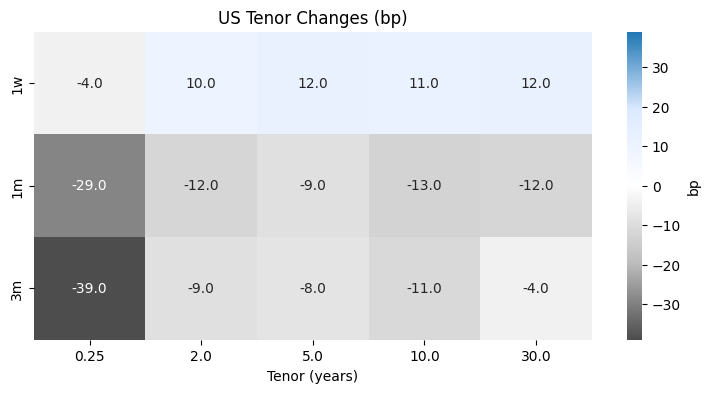 US Tenor Changes (bp)
1w
-4.0 10.0 12.0 11.0 12.0
1m
-29.0 -12.0 -9.0 -13.0 -12.0
3m
-39.0 -9.0 -8.0 -11.0 -4.0
0.25 2.0 5.0 10.0 30.0
Tenor (years)
30
20
10
0
−10
−20
−30
bp